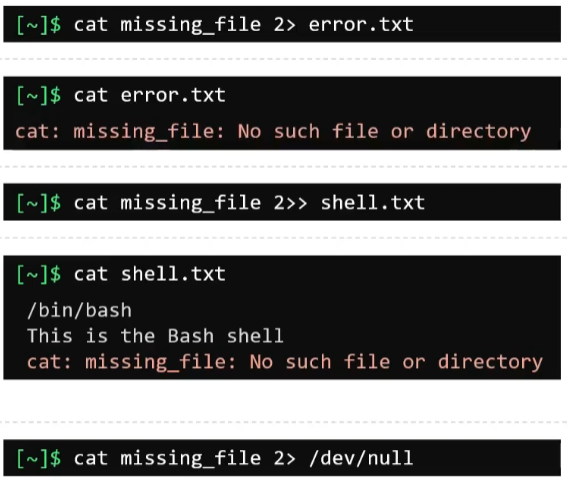 [~]$ cat missing_file 2> error.txt
[~]$ cat error.txt
cat: missing_file: No such file or directory
[~]$ cat missing_file 2>> shell.txt
[~]$ cat shell.txt
/bin/bash
This is the Bash shell
cat: missing_file: No such file or directory
[~]$ cat missing_file 2> /dev/null